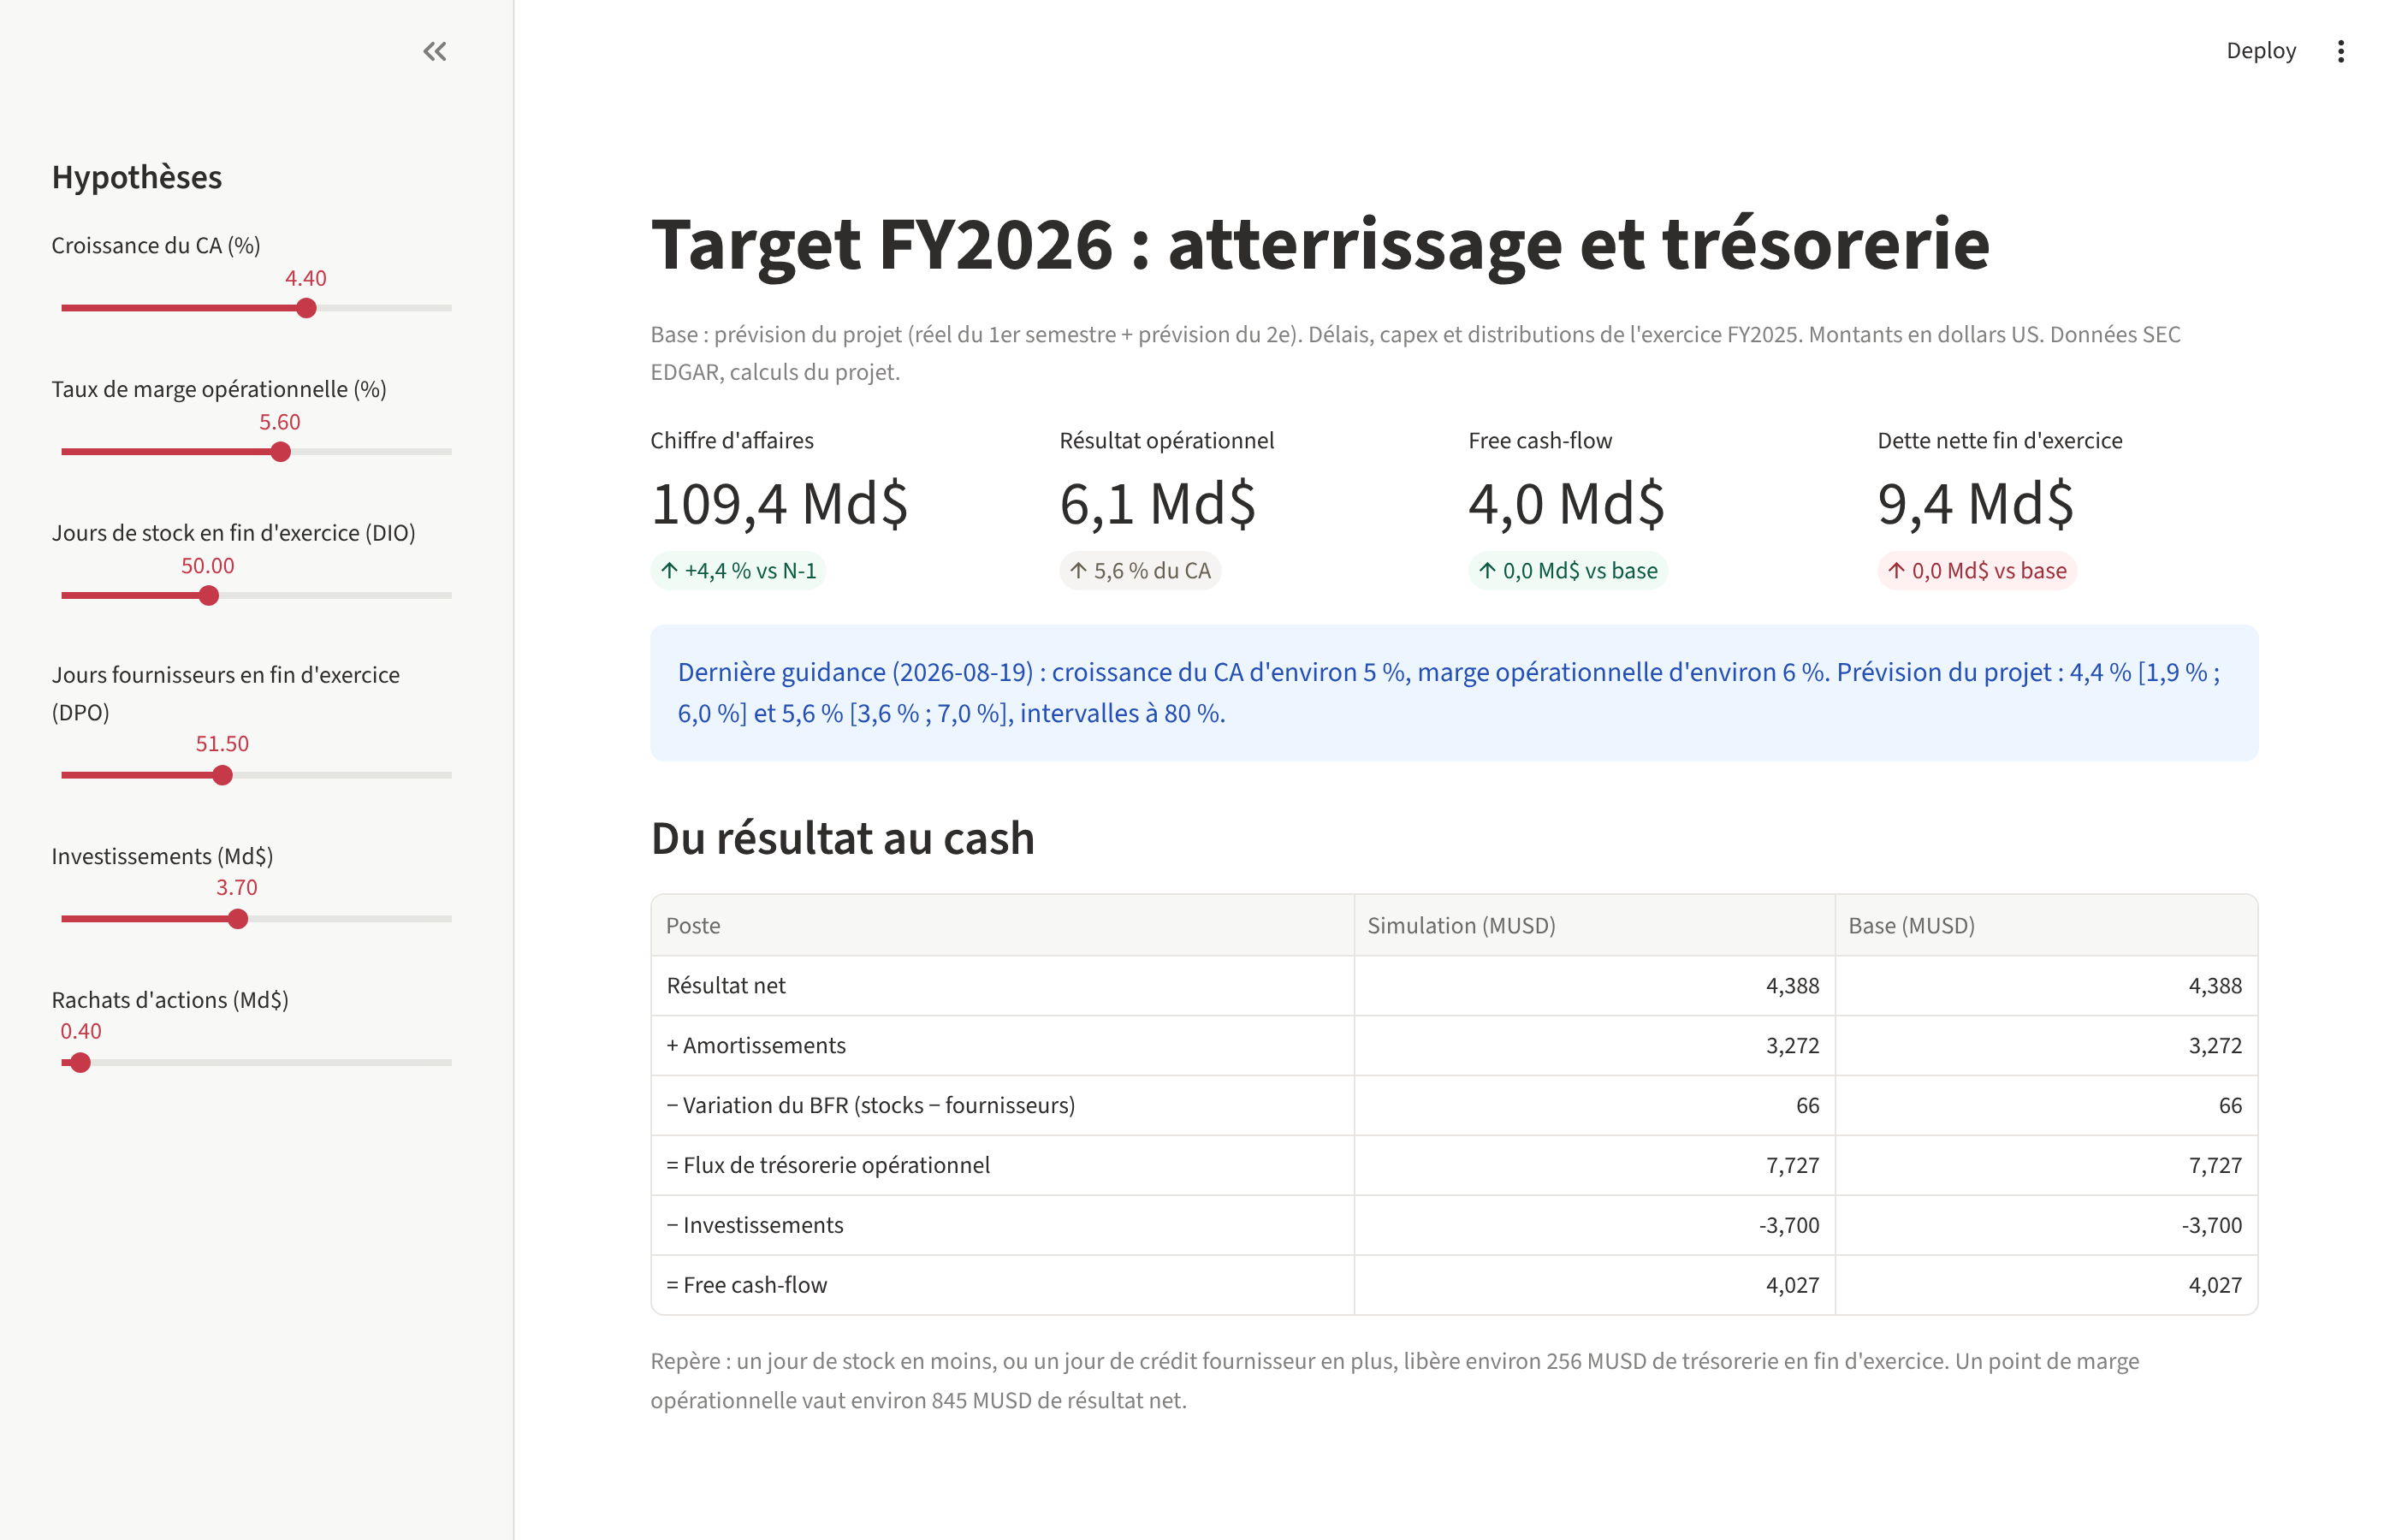 Deploy
Hypothèses
Croissance du CA (%)
4.40
Taux de marge opérationnelle (%)
5.60
Jours de stock en fin d'exercice (DIO)
50.00
Jours fournisseurs en fin d'exercice
(DPO)
51.50
Investissements (Md$)
3.70
Rachats d'actions (Md$)
0.40
Target FY2026 : atterrissage et trésorerie
Base : prévision du projet (réel du 1er semestre + prévision du 2e). Délais, capex et distributions de l'exercice FY2025. Montants en dollars US. Données SEC
EDGAR, calculs du projet.
Chiffre d'affaires
109,4 Md$
↑ +4,4 % vs N-1
Résultat opérationnel
6,1 Md$
↑ 5,6 % du CA
Free cash-flow
4,0 Md$
↑ 0,0 Md$ vs base
Dette nette fin d'exercice
9,4 Md$
↑ 0,0 Md$ vs base
Dernière guidance (2026-08-19) : croissance du CA d'environ 5 %, marge opérationnelle d'environ 6 %. Prévision du projet : 4,4 % [1,9 % ;
6,0 %] et 5,6 % [3,6 % ; 7,0 %], intervalles à 80 %.
Du résultat au cash
Poste Simulation (MUSD) Base (MUSD)
Résultat net 4,388 4,388
+ Amortissements 3,272 3,272
− Variation du BFR (stocks − fournisseurs) 66 66
= Flux de trésorerie opérationnel 7,727 7,727
− Investissements -3,700 -3,700
= Free cash-flow 4,027 4,027
Repère : un jour de stock en moins, ou un jour de crédit fournisseur en plus, libère environ 256 MUSD de trésorerie en fin d'exercice. Un point de marge
opérationnelle vaut environ 845 MUSD de résultat net.